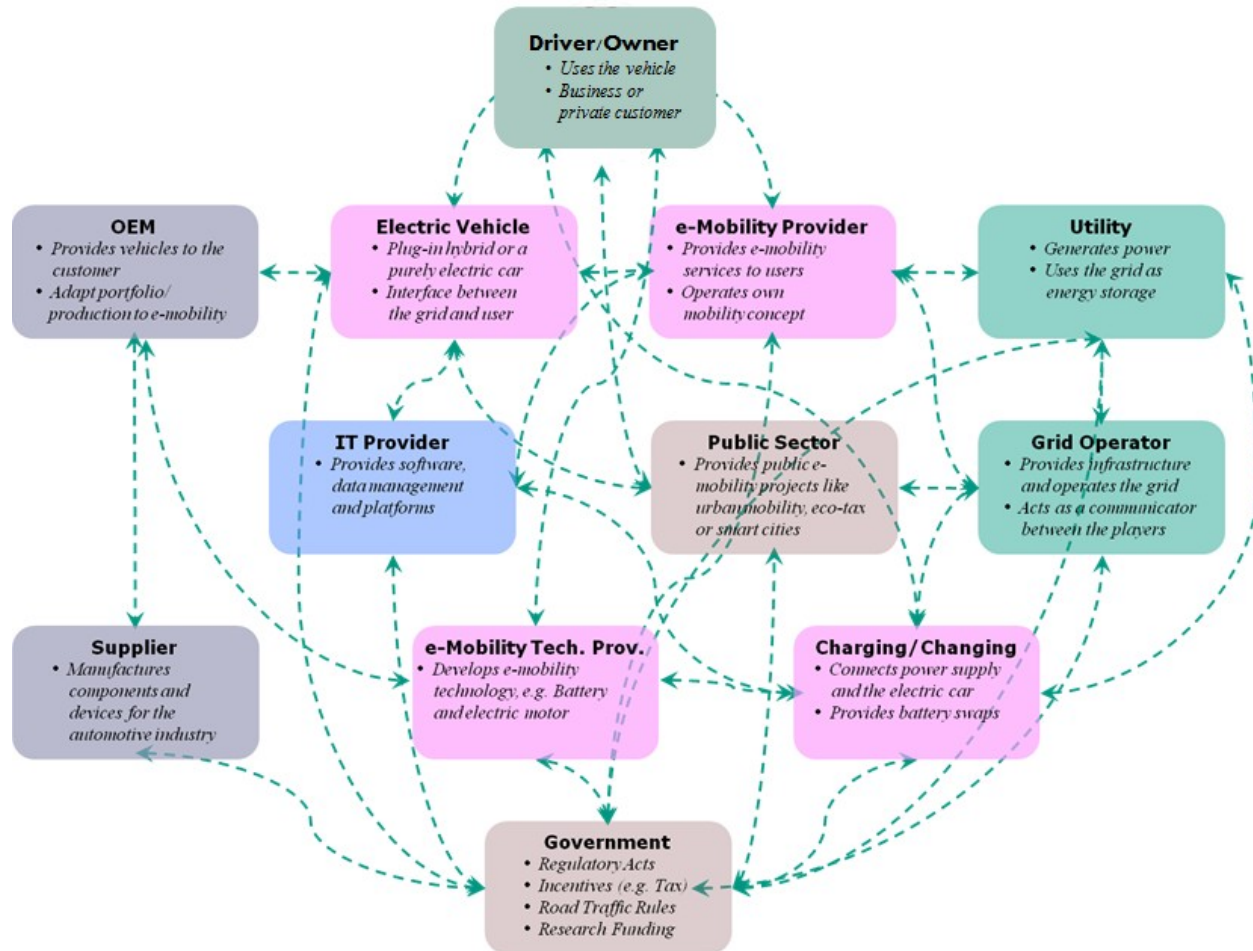 Driver/Owner
• Uses the vehicle
• Business or
private customer
OEM
• Provides vehicles to the
customer
• Adapt portfolio/
production to e-mobility
Electric Vehicle
• Plug-in hybrid or a
purely electric car
• Interface between
the grid and user
e-Mobility Provider
• Provides e-mobility
services to users
• Operates own
mobility concept
Utility
• Generates power
• Uses the grid as
energy storage
IT Provider
• Provides software,
data management
and platforms
Public Sector
• Provides public e-
mobility projects like
urban mobility, eco-tax
or smart cities
Grid Operator
• Provides infrastructure
and operates the grid
• Acts as a communicator
between the players
Supplier
• Manufactures
components and
devices for the
automotive industry
e-Mobility Tech. Prov.
• Develops e-mobility
technology, e.g. Battery
and electric motor
Charging/Changing
• Connects power supply
and the electric car
• Provides battery swaps
Government
• Regulatory Acts
• Incentives (e.g. Tax)
• Road Traffic Rules
• Research Funding